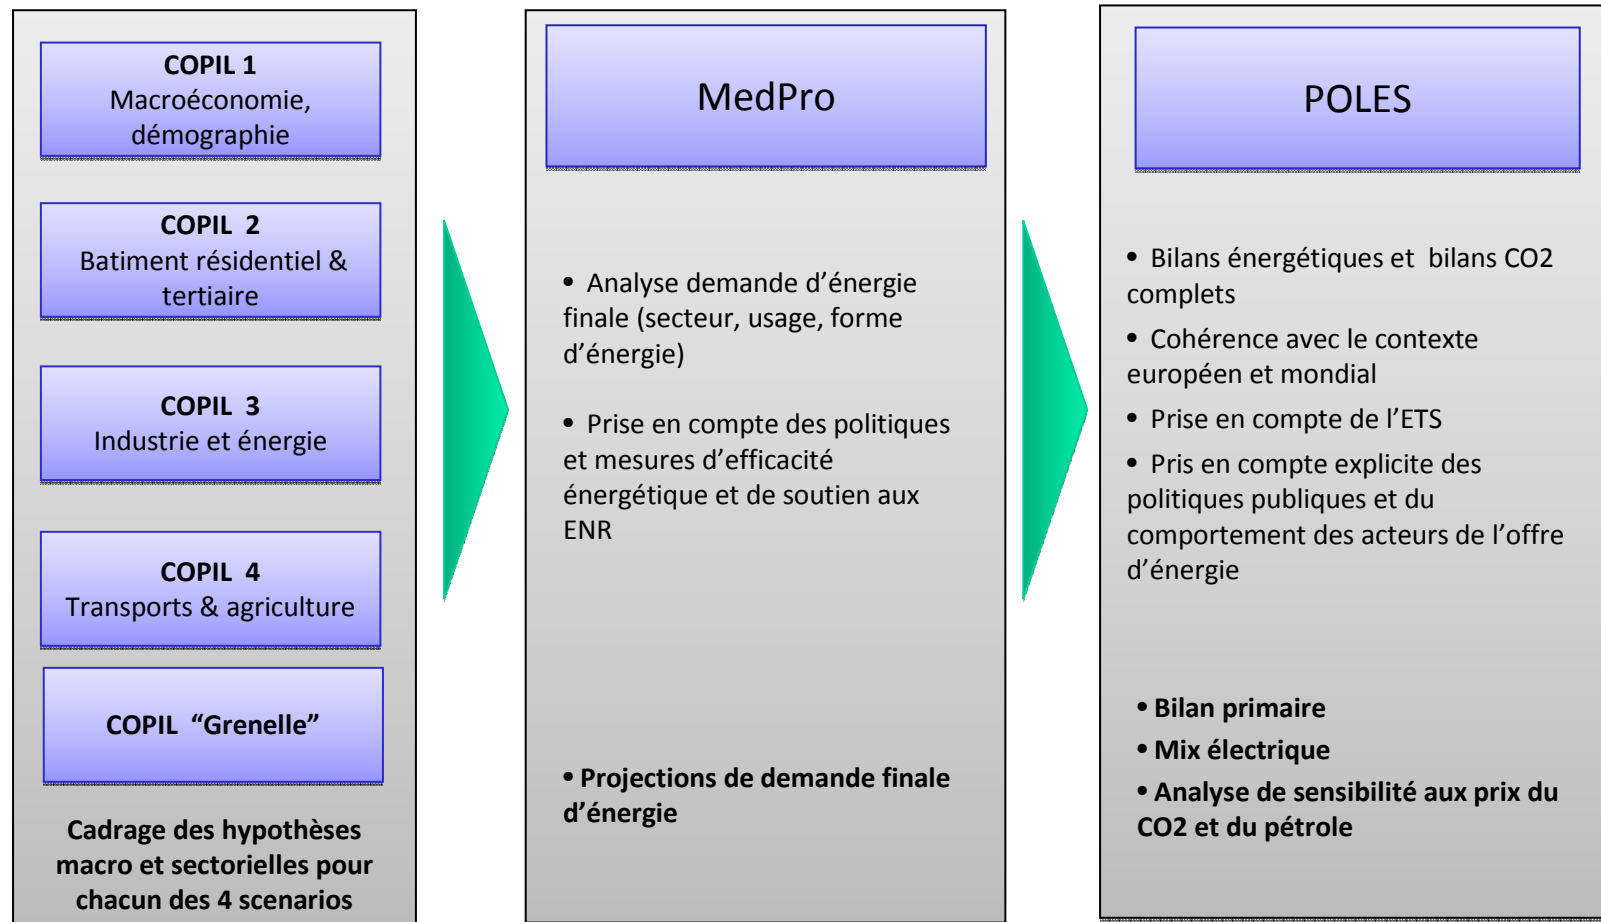 COPIL 1
Macroéconomie,
démographie
COPIL 2
Batiment résidentiel &
tertiaire
COPIL 3
Industrie et énergie
COPIL 4
Transports & agriculture
COPIL “Grenelle”
Cadrage des hypothèses
macro et sectorielles pour
chacun des 4 scenarios
MedPro
• Analyse demande d’énergie
finale (secteur, usage, forme
d’énergie)
• Prise en compte des politiques
et mesures d’efficacité
énergétique et de soutien aux
ENR
• Projections de demande finale
d’énergie
POLES
• Bilans énergétiques et bilans CO2
complets
• Cohérence avec le contexte
européen et mondial
• Prise en compte de l’ETS
• Pris en compte explicite des
politiques publiques et du
comportement des acteurs de l’offre
d’énergie
• Bilan primaire
• Mix électrique
• Analyse de sensibilité aux prix du
CO2 et du pétrole